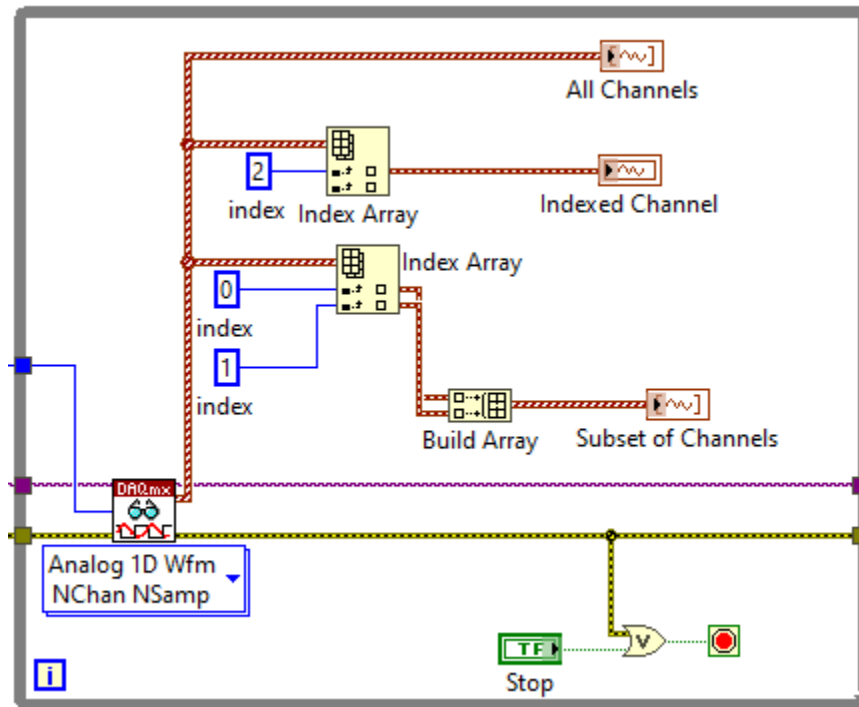 All Channels
2
index
Index Array
Indexed Channel
Index Array
0
index
1
index
Build Array
Subset of Channels
DAQmx
Analog 1D Wfm
NChan NSamp
TF
V
Stop
i